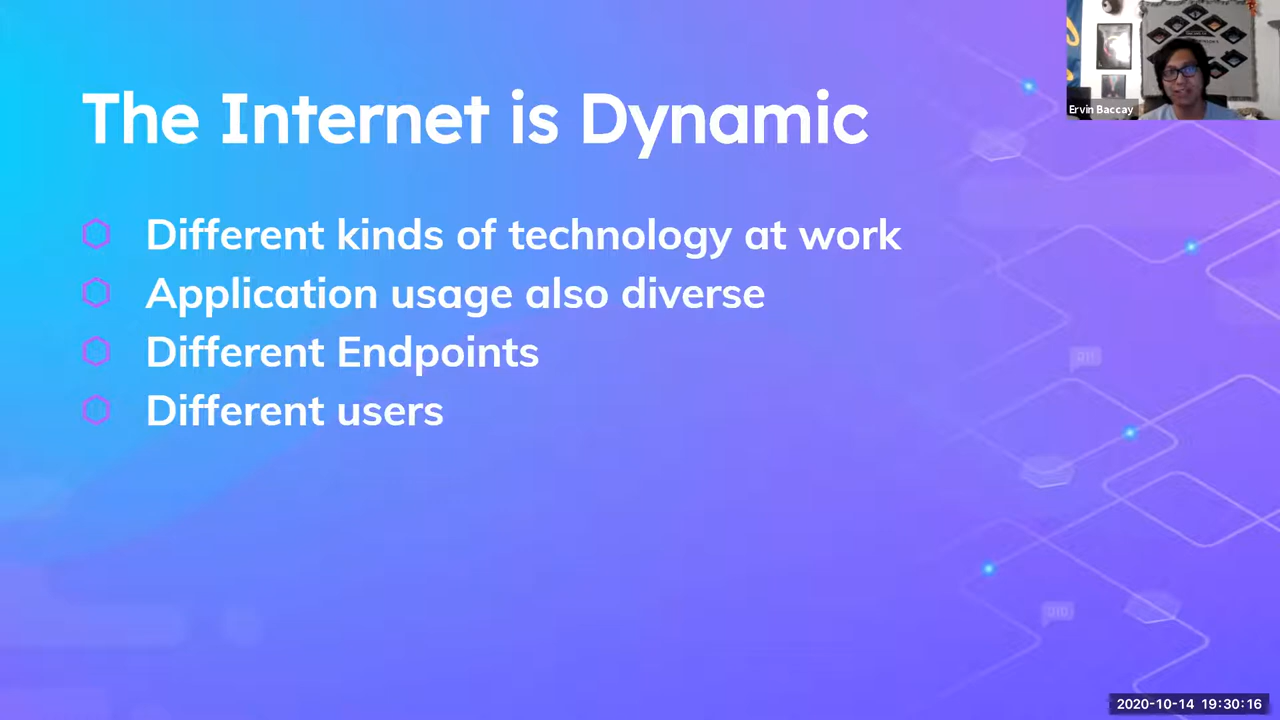 The Internet is Dynamic
Different kinds of technology at work
Application usage also diverse
Different Endpoints
Different users
Ervin Baccay
2020-10-14 19:30:16